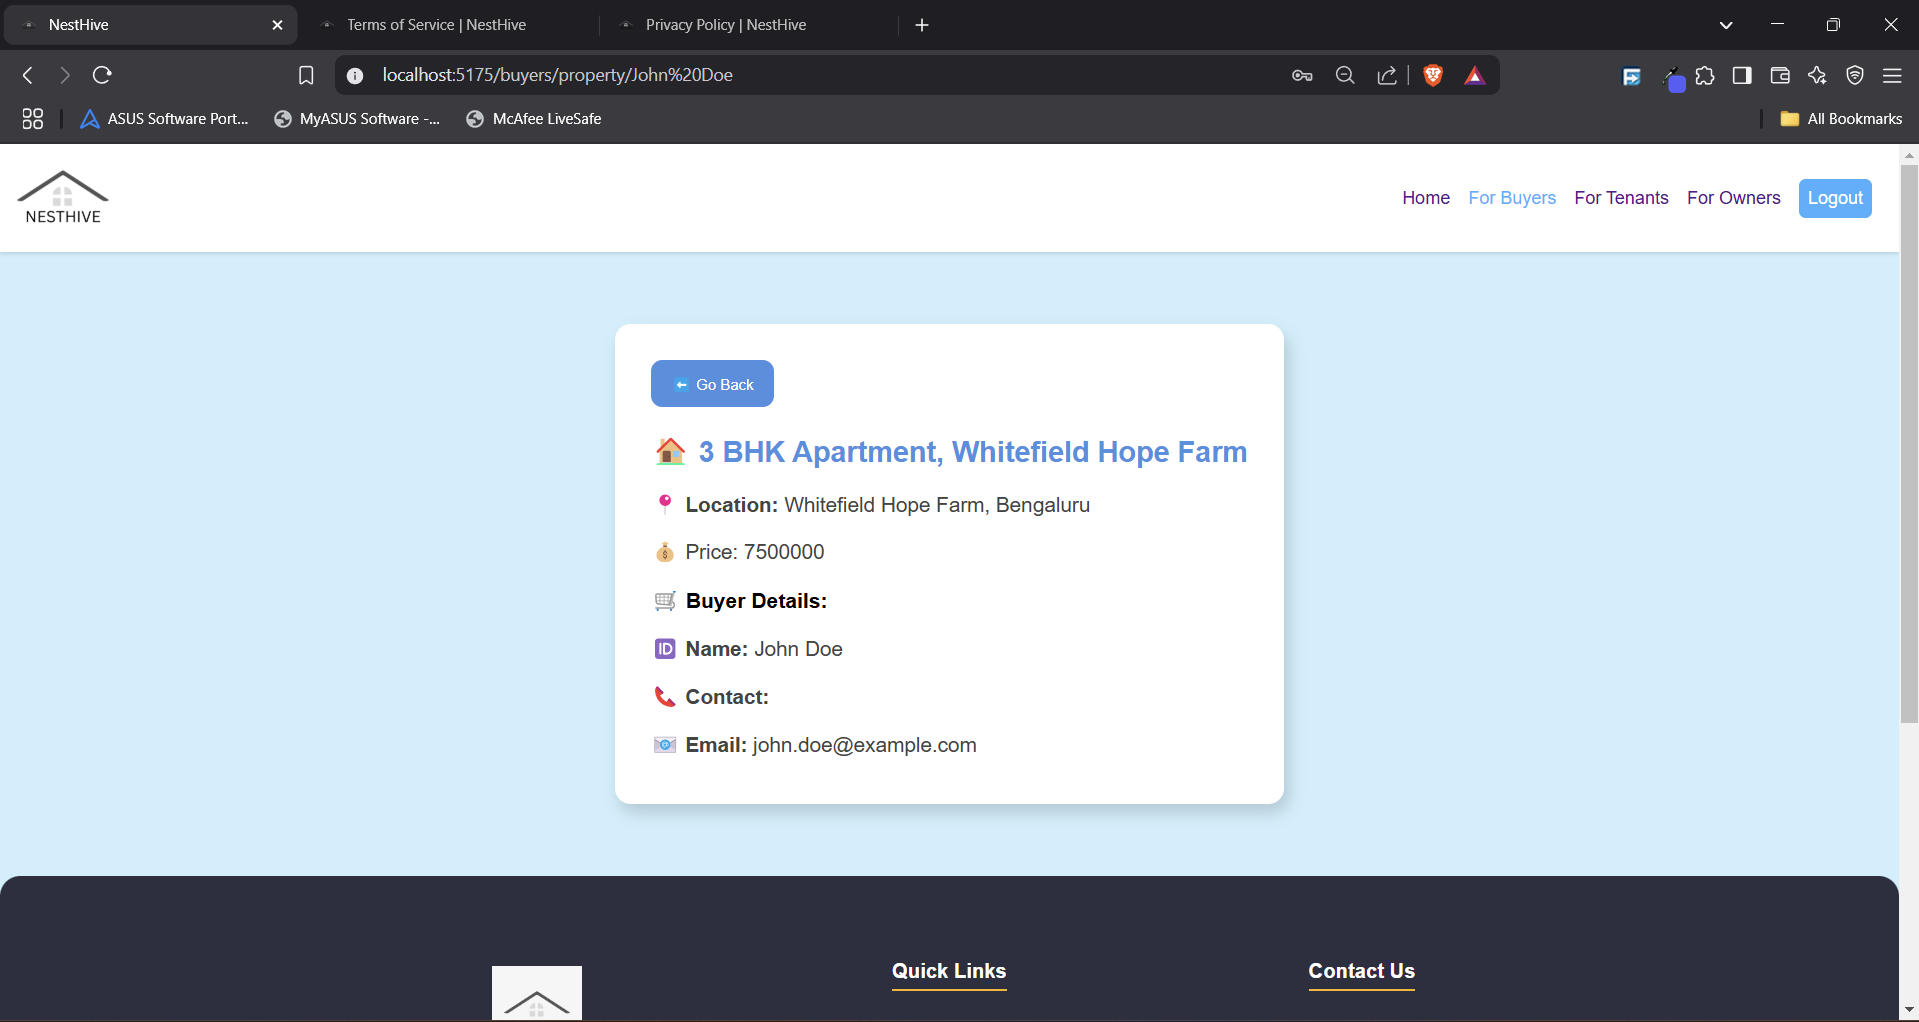 NestHive
Terms of Service | NestHive
Privacy Policy | NestHive
localhost:5175/buyers/property/John%20Doe
ASUS Software Port...
MyASUS Software -...
McAfee LiveSafe
All Bookmarks
NESTHIVE
Home
For Buyers
For Tenants
For Owners
Logout
Go Back
3 BHK Apartment, Whitefield Hope Farm
Location: Whitefield Hope Farm, Bengaluru
Price: 7500000
Buyer Details:
ID Name: John Doe
Contact:
Email: john.doe@example.com
Quick Links
Contact Us